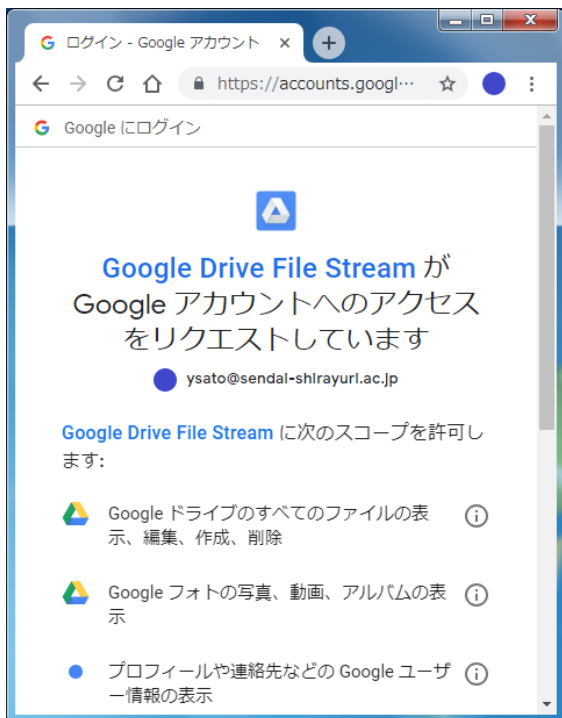 ログイン - Google アカウント
https://accounts.googl…
Google にログイン
Google Drive File Stream が
Google アカウントへのアクセス
をリクエストしています
ysato@sendai-shirayuri.ac.jp
Google Drive File Stream に次のスコープを許可し
ます:
Google ドライブのすべてのファイルの表
示、編集、作成、削除
Google フォトの写真、動画、アルバムの表
示
プロフィールや連絡先などの Google ユーザ
ー情報の表示